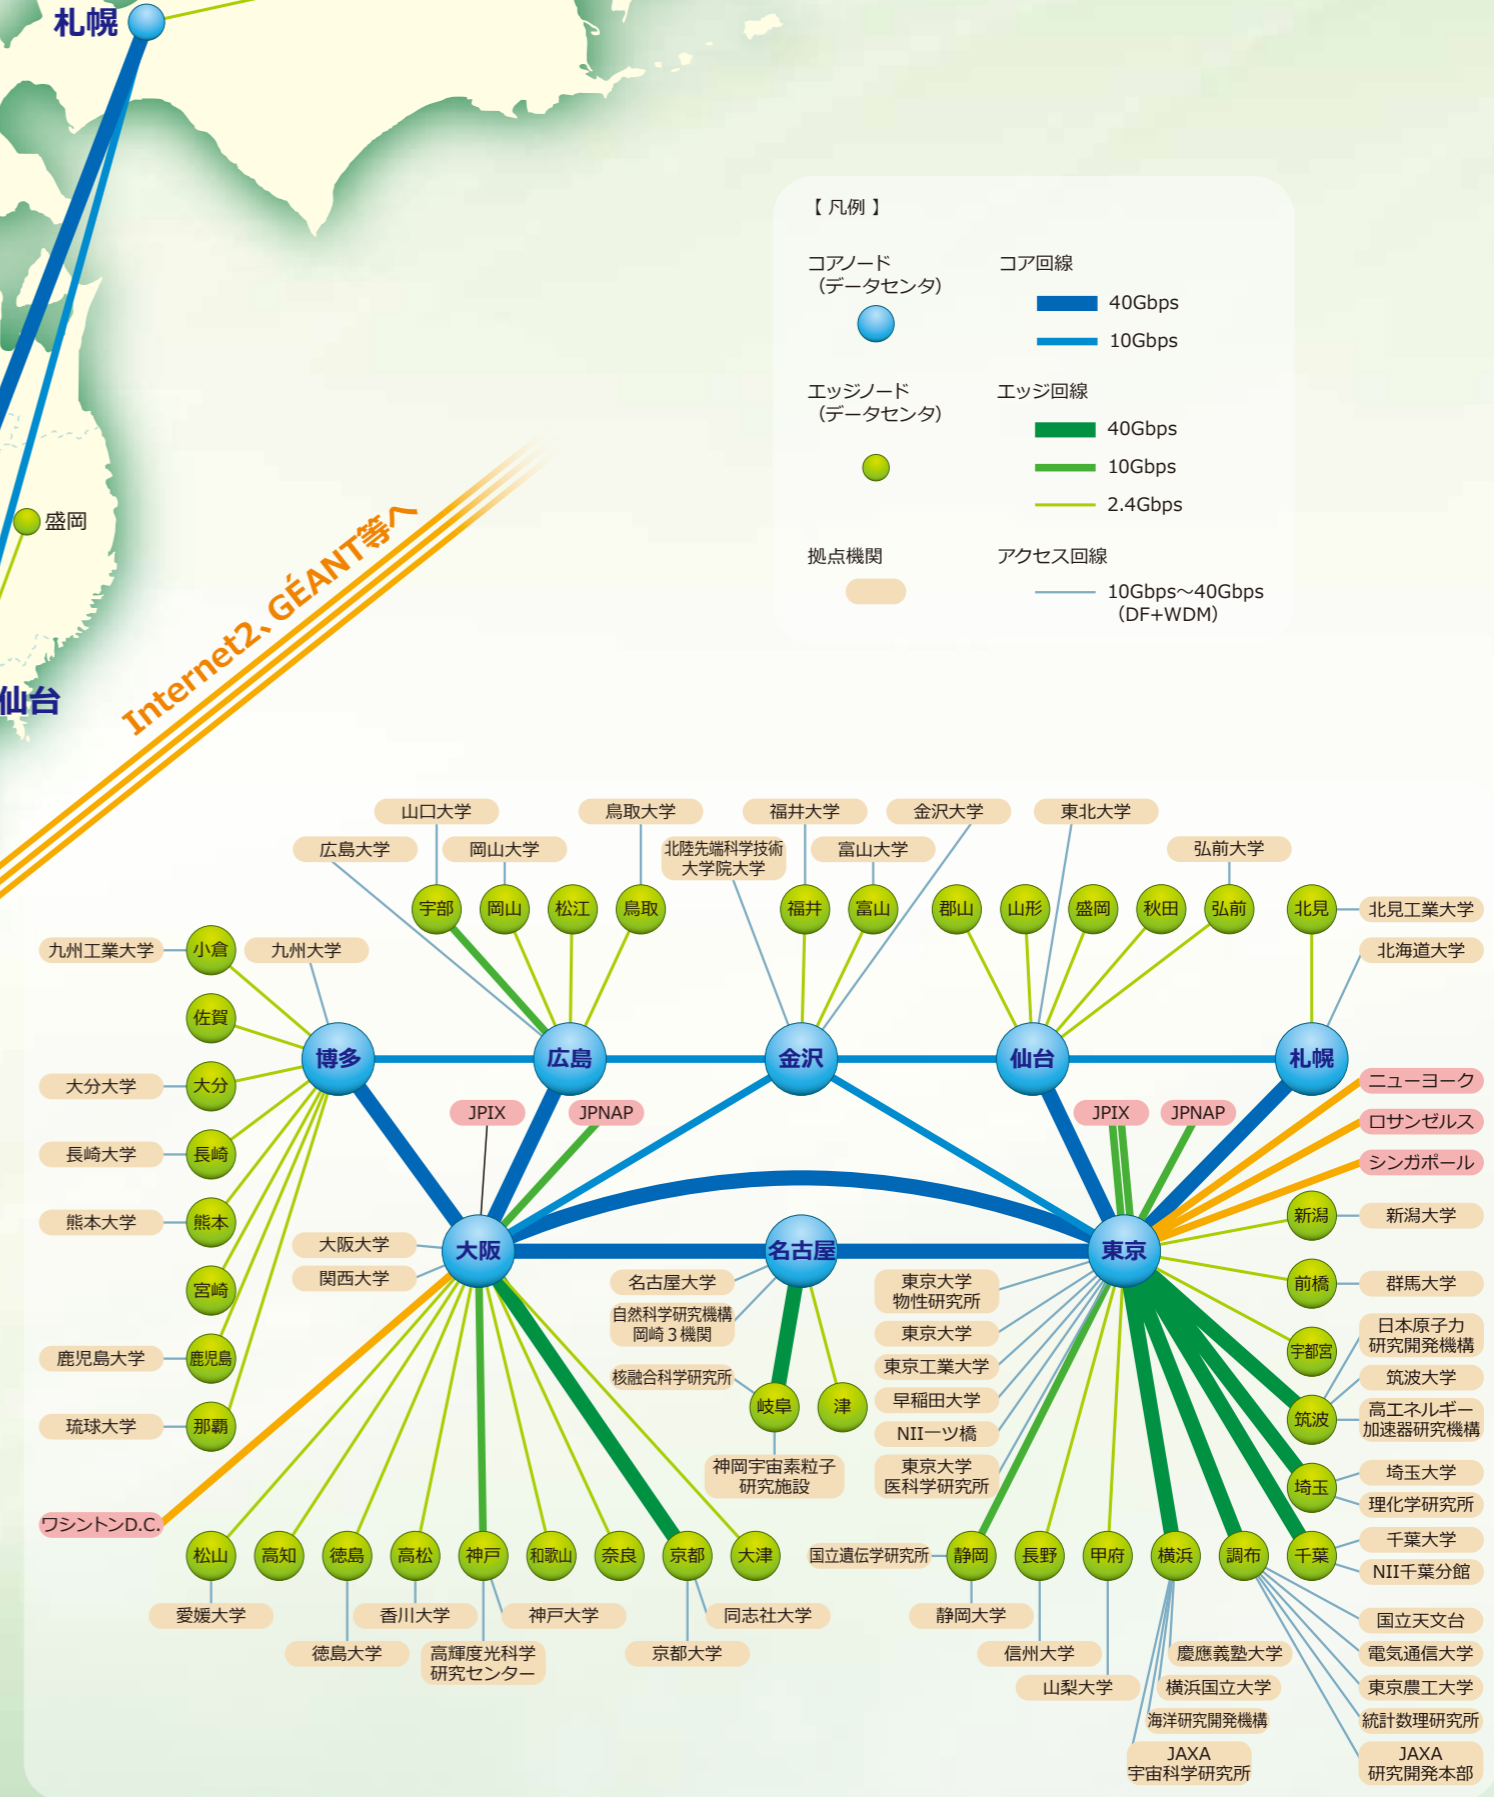 札幌
盛岡
仙台
Internet2、GÉANT等へ
【 凡例 】
コアノード
（データセンタ）
コア回線
40Gbps
10Gbps
エッジノード
（データセンタ）
エッジ回線
40Gbps
10Gbps
2.4Gbps
拠点機関
アクセス回線
10Gbps～40Gbps
（DF+WDM）
山口大学
鳥取大学
福井大学
金沢大学
東北大学
広島大学
岡山大学
北陸先端科学技術
大学院大学
富山大学
弘前大学
宇部
岡山
松江
鳥取
福井
富山
郡山
山形
盛岡
秋田
弘前
北見
北見工業大学
九州工業大学
小倉
九州大学
北海道大学
佐賀
博多
広島
金沢
仙台
札幌
大分大学
大分
ニューヨーク
JPIX
JPNAP
JPIX
JPNAP
ロサンゼルス
長崎大学
長崎
シンガポール
熊本大学
熊本
新潟
新潟大学
大阪大学
大阪
名古屋
東京
関西大学
宮崎
名古屋大学
東京大学
物性研究所
前橋
群馬大学
自然科学研究機構
岡崎３機関
東京大学
日本原子力
研究開発機構
鹿児島大学
鹿児島
宇都宮
核融合科学研究所
東京工業大学
筑波大学
岐阜
津
早稲田大学
筑波
高エネルギー
加速器研究機構
琉球大学
那覇
NII一ツ橋
神岡宇宙素粒子
研究施設
東京大学
医科学研究所
埼玉
埼玉大学
理化学研究所
ワシントンD.C.
千葉大学
松山
高知
徳島
高松
神戸
和歌山
奈良
京都
大津
国立遺伝学研究所
静岡
長野
甲府
横浜
調布
千葉
NII千葉分館
愛媛大学
香川大学
神戸大学
同志社大学
静岡大学
国立天文台
徳島大学
高輝度光科学
研究センター
京都大学
信州大学
慶應義塾大学
電気通信大学
山梨大学
横浜国立大学
東京農工大学
海洋研究開発機構
統計数理研究所
JAXA
宇宙科学研究所
JAXA
研究開発本部